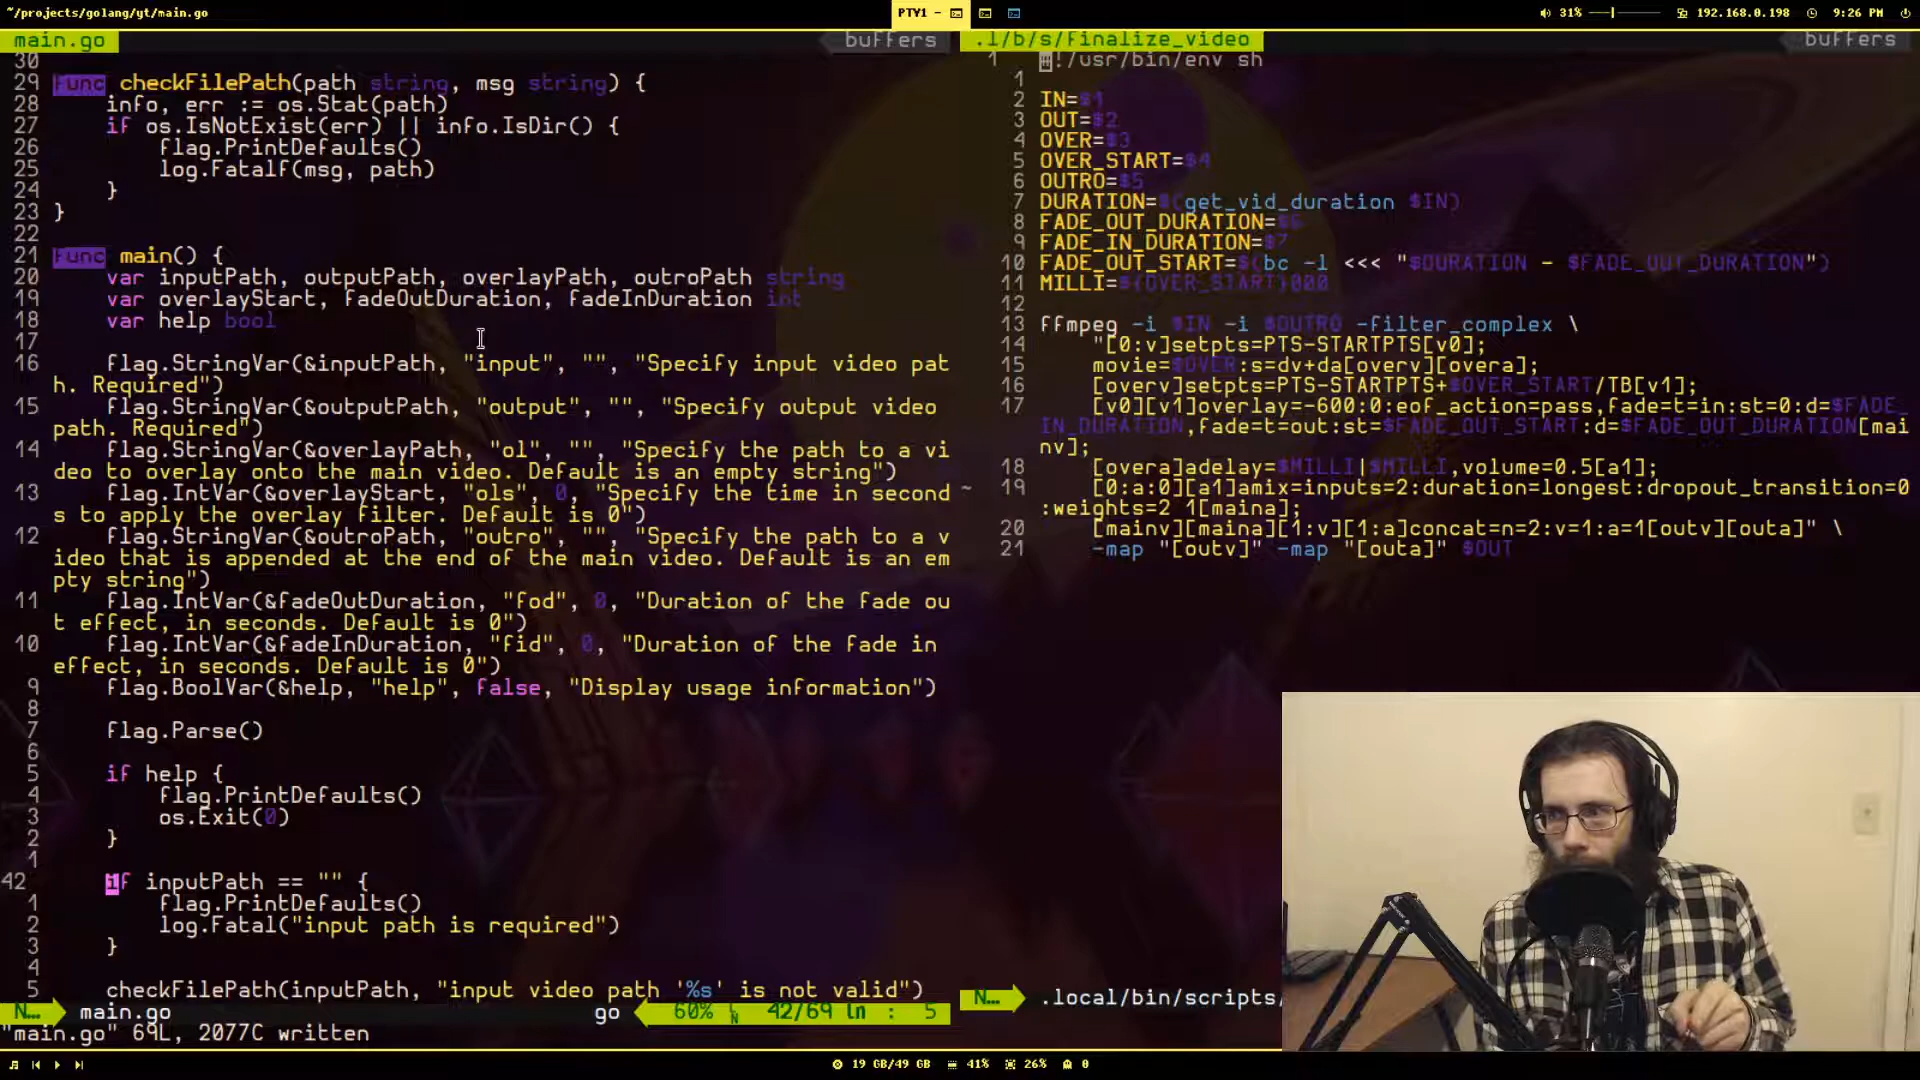 ~/projects/golang/yt/main.go
PTY1 -
31%
192.168.0.198
9:26 PM
main.go
buffers
30
29 func checkFilePath(path string, msg string) {
28 info, err := os.Stat(path)
27 if os.IsNotExist(err) || info.IsDir() {
26 flag.PrintDefaults()
25 log.Fatalf(msg, path)
24 }
23 }
22
21 func main() {
20 var inputPath, outputPath, overlayPath, outroPath string
19 var overlayStart, fadeOutDuration, fadeInDuration int
18 var help bool
17
16 flag.StringVar(&inputPath, "input", "", "Specify input video pat
h. Required")
15 flag.StringVar(&outputPath, "output", "", "Specify output video
path. Required")
14 flag.StringVar(&overlayPath, "ol", "", "Specify the path to a vi
deo to overlay onto the main video. Default is an empty string")
13 flag.IntVar(&overlayStart, "ols", 0, "Specify the time in second
s to apply the overlay filter. Default is 0")
12 flag.StringVar(&outroPath, "outro", "", "Specify the path to a v
ideo that is appended at the end of the main video. Default is an em
pty string")
11 flag.IntVar(&fadeOutDuration, "fod", 0, "Duration of the fade ou
t effect, in seconds. Default is 0")
10 flag.IntVar(&fadeInDuration, "fid", 0, "Duration of the fade in
effect, in seconds. Default is 0")
9 flag.BoolVar(&help, "help", false, "Display usage information")
8
7 flag.Parse()
6
5 if help {
4 flag.PrintDefaults()
3 os.Exit(0)
2 }
1
42 if inputPath == "" {
1 flag.PrintDefaults()
2 log.Fatal("input path is required")
3 }
4
5 checkFilePath(inputPath, "input video path '%s' is not valid")
N… main.go go 60% 42/69 ln : 5
"main.go" 69L, 2077C written
.l/b/s/finalize_video
buffers
1 #!/usr/bin/env sh
1
2 IN=$1
3 OUT=$2
4 OVER=$3
5 OVER_START=$4
6 OUTRO=$5
7 DURATION=$(get_vid_duration $IN)
8 FADE_OUT_DURATION=$6
9 FADE_IN_DURATION=$7
10 FADE_OUT_START=$(bc -l <<< "$DURATION - $FADE_OUT_DURATION")
11 MILLI=${OVER_START}000
12
13 ffmpeg -i $IN -i $OUTRO -filter_complex \
14 "[0:v]setpts=PTS-STARTPTS[v0];
15 movie=$OVER:s=dv+da[overv][overa];
16 [overv]setpts=PTS-STARTPTS+$OVER_START/TB[v1];
17 [v0][v1]overlay=-600:0:eof_action=pass,fade=t=in:st=0:d=$FADE_
IN_DURATION,fade=t=out:st=$FADE_OUT_START:d=$FADE_OUT_DURATION[mai
nv];
18 [overa]adelay=$MILLI|$MILLI,volume=0.5[a1];
19 [0:a:0][a1]amix=inputs=2:duration=longest:dropout_transition=0
:weights=2 1[maina];
20 [mainv][maina][1:v][1:a]concat=n=2:v=1:a=1[outv][outa]" \
21 -map "[outv]" -map "[outa]" $OUT
~
N… .local/bin/scripts/
19 GB/49 GB
41%
26%
0